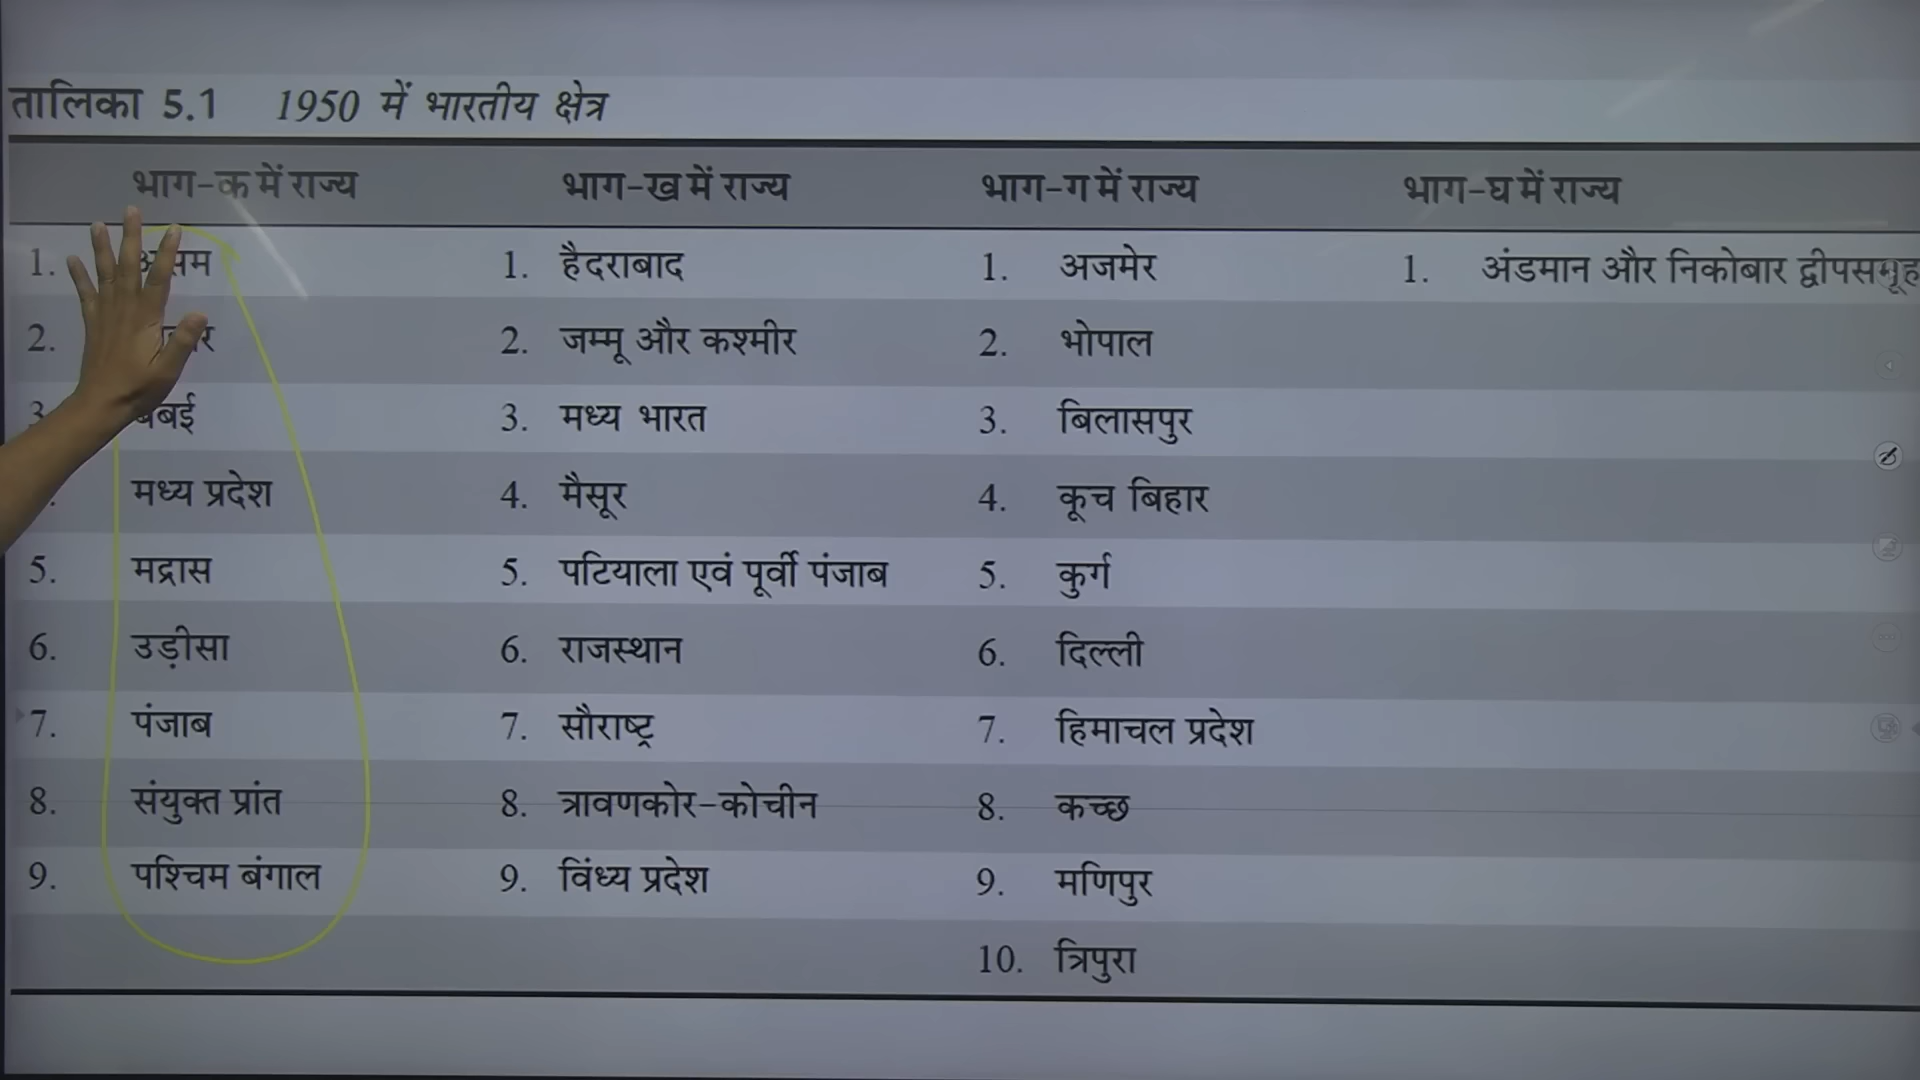 तालिका 5.1 1950 में भारतीय क्षेत्र
भाग-क में राज्य भाग-ख में राज्य भाग-ग में राज्य भाग-घ में राज्य
1. 1. हैदराबाद 1. अजमेर 1. अंडमान और निकोबार द्वीपसमूह
2. 2. जम्मू और कश्मीर 2. भोपाल
3. बंबई 3. मध्य भारत 3. बिलासपुर
मध्य प्रदेश 4. मैसूर 4. कूच बिहार
5. मद्रास 5. पटियाला एवं पूर्वी पंजाब 5. कुर्ग
6. उड़ीसा 6. राजस्थान 6. दिल्ली
7. पंजाब 7. सौराष्ट्र 7. हिमाचल प्रदेश
8. संयुक्त प्रांत 8. त्रावणकोर-कोचीन 8. कच्छ
9. पश्चिम बंगाल 9. विंध्य प्रदेश 9. मणिपुर
10. त्रिपुरा